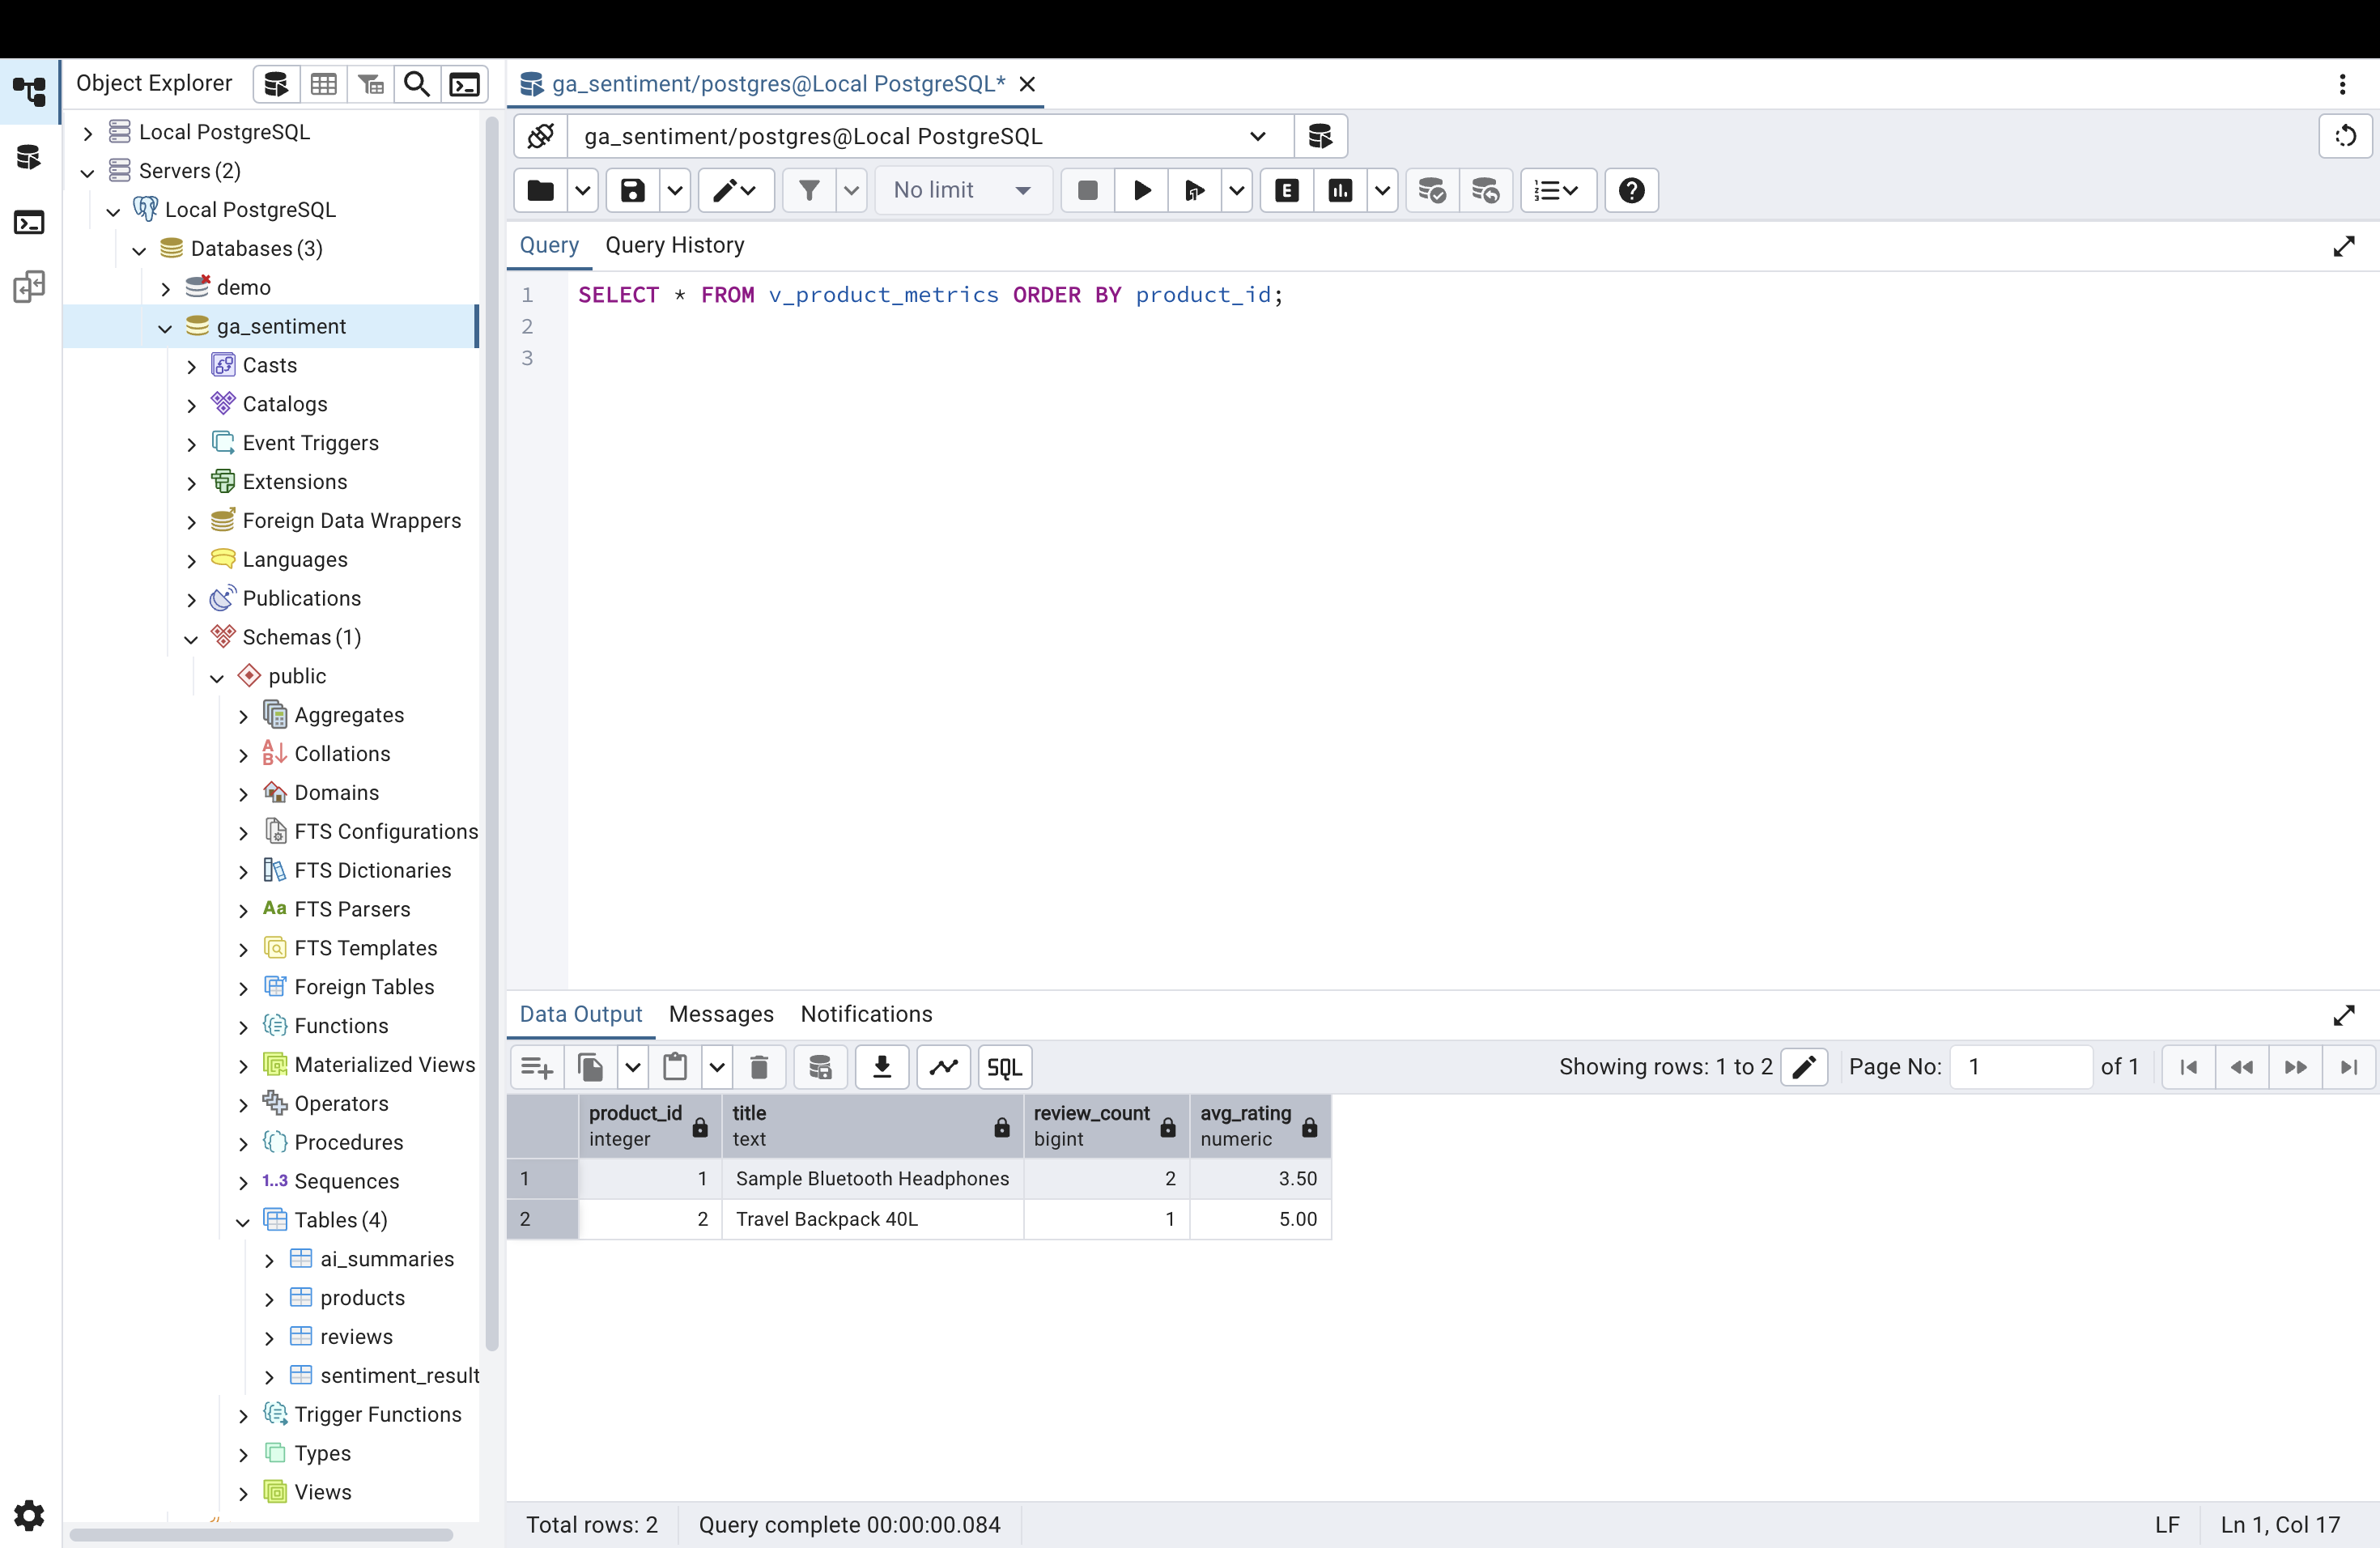 Object Explorer
Local PostgreSQL
Servers (2)
Local PostgreSQL
Databases (3)
demo
ga_sentiment
Casts
Catalogs
Event Triggers
Extensions
Foreign Data Wrappers
Languages
Publications
Schemas (1)
public
Aggregates
Collations
Domains
FTS Configurations
FTS Dictionaries
Aa FTS Parsers
FTS Templates
Foreign Tables
Functions
Materialized Views
Operators
Procedures
1..3 Sequences
Tables (4)
ai_summaries
products
reviews
sentiment_result
Trigger Functions
Types
Views
ga_sentiment/postgres@Local PostgreSQL*
ga_sentiment/postgres@Local PostgreSQL
No limit
E
Query Query History
1 SELECT * FROM v_product_metrics ORDER BY product_id;
2
3
Data Output Messages Notifications
SQL Showing rows: 1 to 2 Page No: 1 of 1
product_id title review_count avg_rating
integer text bigint numeric
1 1 Sample Bluetooth Headphones 2 3.50
2 2 Travel Backpack 40L 1 5.00
Total rows: 2 Query complete 00:00:00.084 LF Ln 1, Col 17